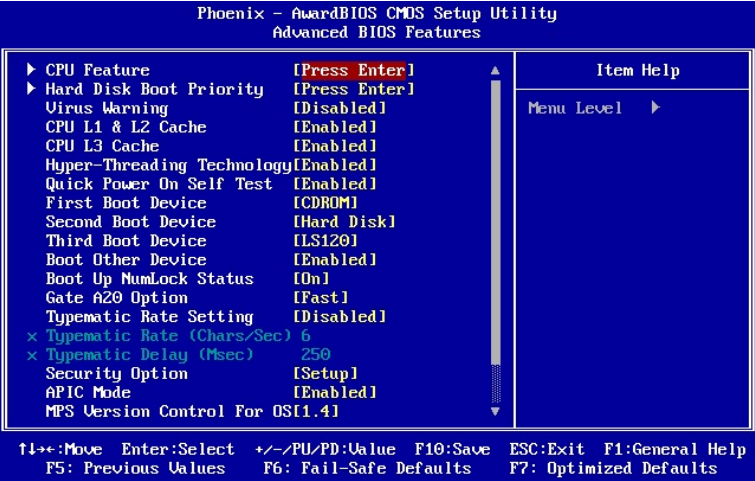 Phoenix - AwardBIOS CMOS Setup Utility
Advanced BIOS Features
CPU Feature [Press Enter]
Hard Disk Boot Priority [Press Enter]
Virus Warning [Disabled]
CPU L1 & L2 Cache [Enabled]
CPU L3 Cache [Enabled]
Hyper-Threading Technology[Enabled]
Quick Power On Self Test [Enabled]
First Boot Device [CDROM]
Second Boot Device [Hard Disk]
Third Boot Device [LS120]
Boot Other Device [Enabled]
Boot Up NumLock Status [On]
Gate A20 Option [Fast]
Typematic Rate Setting [Disabled]
x Typematic Rate (Chars/Sec) 6
x Typematic Delay (Msec) 250
Security Option [Setup]
APIC Mode [Enabled]
MPS Version Control For OS[1.4]
Item Help
Menu Level
↑↓→←:Move Enter:Select +/-/PU/PD:Value F10:Save ESC:Exit F1:General Help
F5: Previous Values F6: Fail-Safe Defaults F7: Optimized Defaults